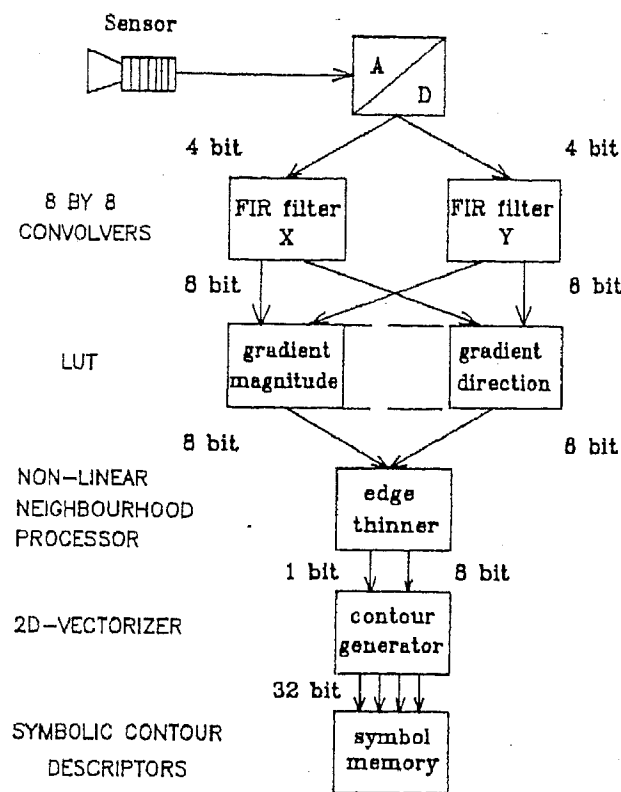 Sensor
A
D
4 bit
4 bit
8 BY 8
CONVOLVERS
FIR filter
X
FIR filter
Y
8 bit
8 bit
LUT
gradient
magnitude
gradient
direction
8 bit
8 bit
NON-LINEAR
NEIGHBOURHOOD
PROCESSOR
edge
thinner
1 bit
8 bit
2D-VECTORIZER
contour
generator
32 bit
SYMBOLIC CONTOUR
DESCRIPTORS
symbol
memory